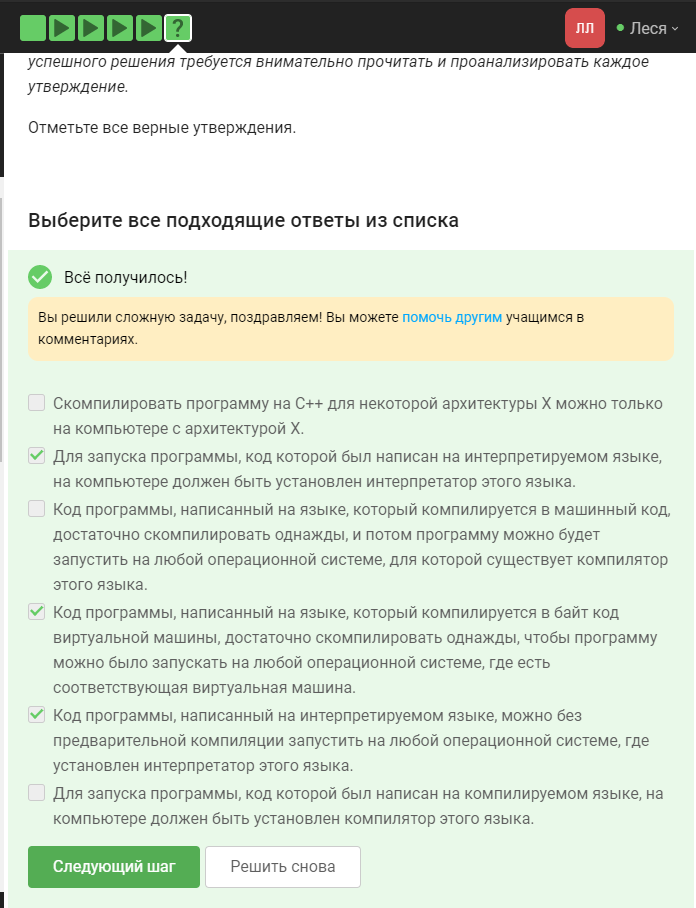 ?
ЛЛ
Леся
успешного решения требуется внимательно прочитать и проанализировать каждое
утверждение.
Отметьте все верные утверждения.
Выберите все подходящие ответы из списка
Всё получилось!
Вы решили сложную задачу, поздравляем! Вы можете помочь другим учащимся в
комментариях.
Скомпилировать программу на C++ для некоторой архитектуры X можно только
на компьютере с архитектурой X.
Для запуска программы, код которой был написан на интерпретируемом языке,
на компьютере должен быть установлен интерпретатор этого языка.
Код программы, написанный на языке, который компилируется в машинный код,
достаточно скомпилировать однажды, и потом программу можно будет
запустить на любой операционной системе, для которой существует компилятор
этого языка.
Код программы, написанный на языке, который компилируется в байт код
виртуальной машины, достаточно скомпилировать однажды, чтобы программу
можно было запускать на любой операционной системе, где есть
соответствующая виртуальная машина.
Код программы, написанный на интерпретируемом языке, можно без
предварительной компиляции запустить на любой операционной системе, где
установлен интерпретатор этого языка.
Для запуска программы, код которой был написан на компилируемом языке, на
компьютере должен быть установлен компилятор этого языка.
Следующий шаг
Решить снова